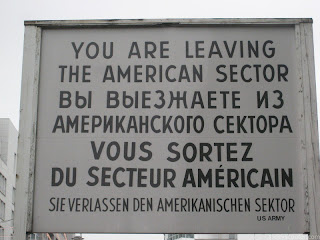 YOU ARE LEAVING
THE AMERICAN SECTOR
ВЫ ВЫЕЗЖАЕТЕ ИЗ
АМЕРИКАНСКОГО СЕКТОРА
VOUS SORTEZ
DU SECTEUR AMÉRICAIN
SIE VERLASSEN DEN AMERIKANISCHEN SEKTOR
US ARMY